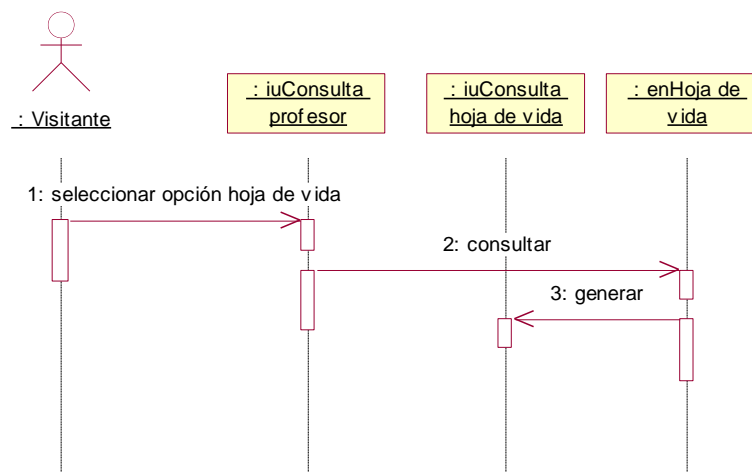 : Visitante
: iuConsulta
profesor
: iuConsulta
hoja de vida
: enHoja de
vida
1: seleccionar opción hoja de vida
2: consultar
3: generar